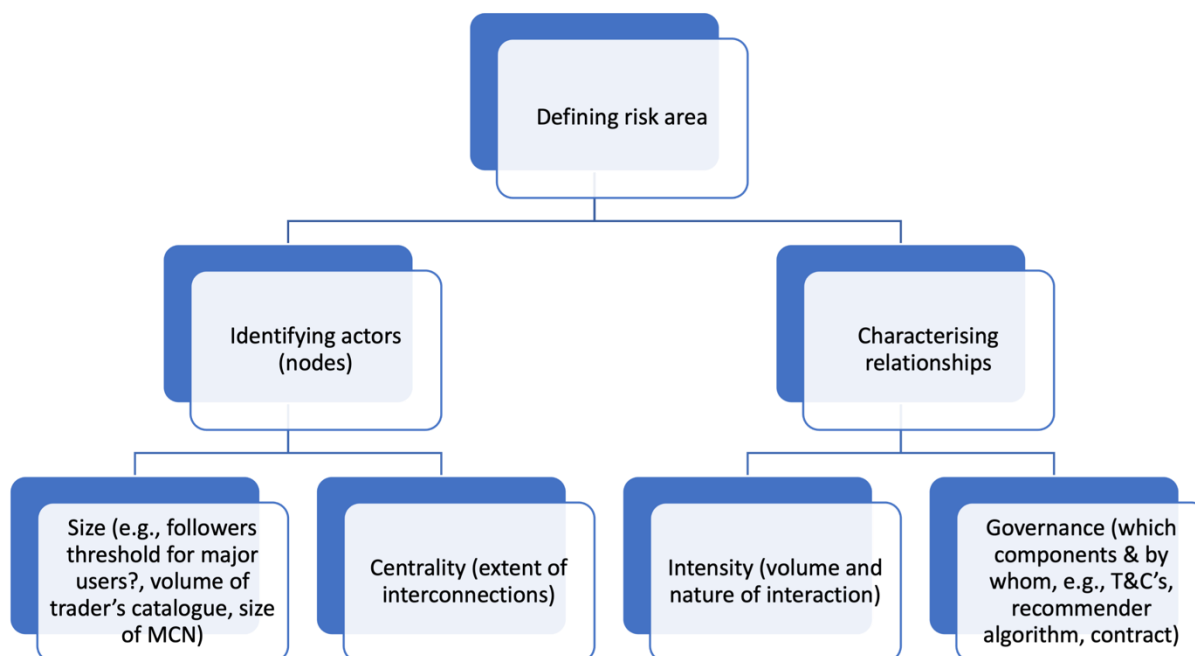 Defining risk area
Identifying actors
(nodes)
Characterising
relationships
Size (e.g., followers
threshold for major
users?, volume of
trader’s catalogue, size
of MCN)
Centrality (extent of
interconnections)
Intensity (volume and
nature of interaction)
Governance (which
components & by
whom, e.g., T&C’s,
recommender
algorithm, contract)